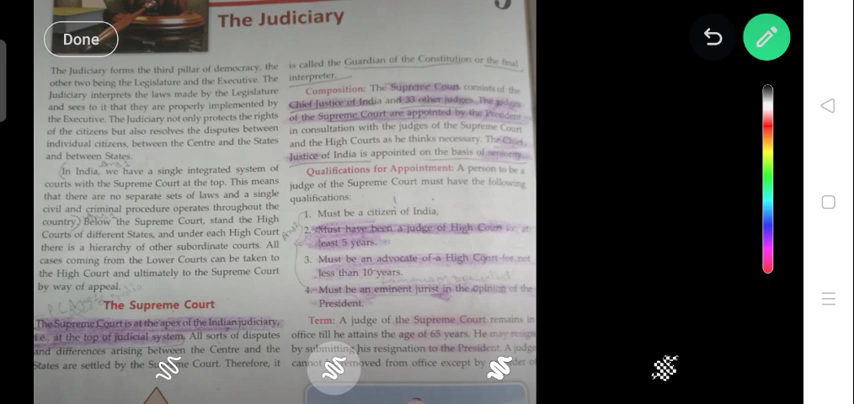 Done
The Judiciary
The Judiciary forms the third pillar of democracy, the
other two being the Legislature and the Executive. The
Judiciary interprets the laws made by the Legislature
and sees to it that they are properly implemented by
the Executive. The Judiciary not only protects the rights
of the citizens but also resolves the disputes between
individual citizens, between the Centre and the States
and between States.
In India, we have a single integrated system of
courts with the Supreme Court at the top. This means
that there are no separate sets of laws and a single
civil and criminal procedure operates throughout the
country. Below the Supreme Court, stand the High
Courts of different States, and under each High Court
there is a hierarchy of other subordinate courts. All
cases coming from the Lower Courts can be taken to
the High Court and ultimately to the Supreme Court
by way of appeal.
The Supreme Court
The Supreme Court is at the apex of the Indian judiciary,
i.e., at the top of judicial system. All sorts of disputes
and differences arising between the Centre and the
States are settled by the Supreme Court. Therefore, it
is called the Guardian of the Constitution or the final
interpreter.
Composition: The Supreme Court consists of the
Chief Justice of India and 33 other judges. The judges
of the Supreme Court are appointed by the President
in consultation with the judges of the Supreme Court
and the High Courts as he thinks necessary. The Chief
Justice of India is appointed on the basis of seniority.
Qualifications for Appointment: A person to be a
judge of the Supreme Court must have the following
qualifications:
1. Must be a citizen of India,
2. Must have been a judge of High Court for at
least 5 years.
3. Must be an advocate of a High Court for not
less than 10 years.
4. Must be an eminent jurist in the opinion of the
President.
Term: A judge of the Supreme Court remains in
office till he attains the age of 65 years. He may resign
by submitting his resignation to the President. A judge
cannot removed from office except by